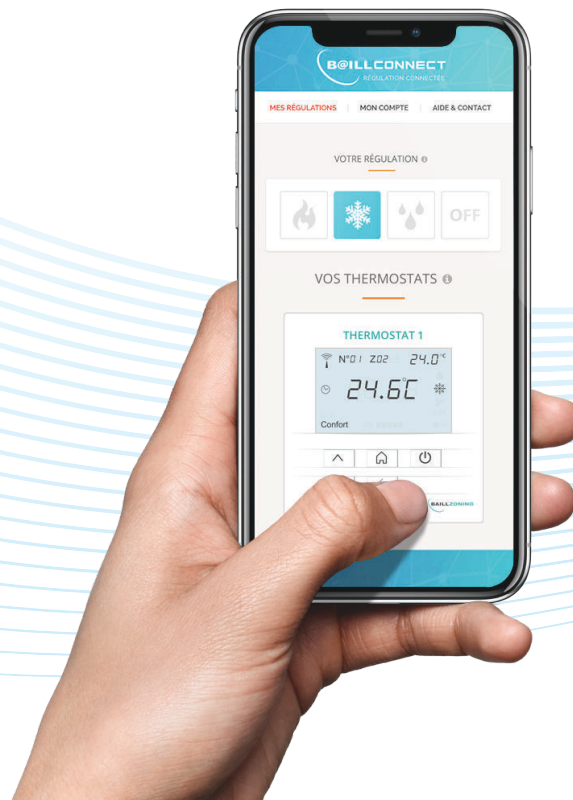 B@ILLCONNECT
RÉGULATION CONNECTÉE
MES RÉGULATIONS MON COMPTE AIDE & CONTACT
VOTRE RÉGULATION
OFF
VOS THERMOSTATS
THERMOSTAT 1
N°01 Z02 24.0°C
24.6°C
Confort
BAILLZONING